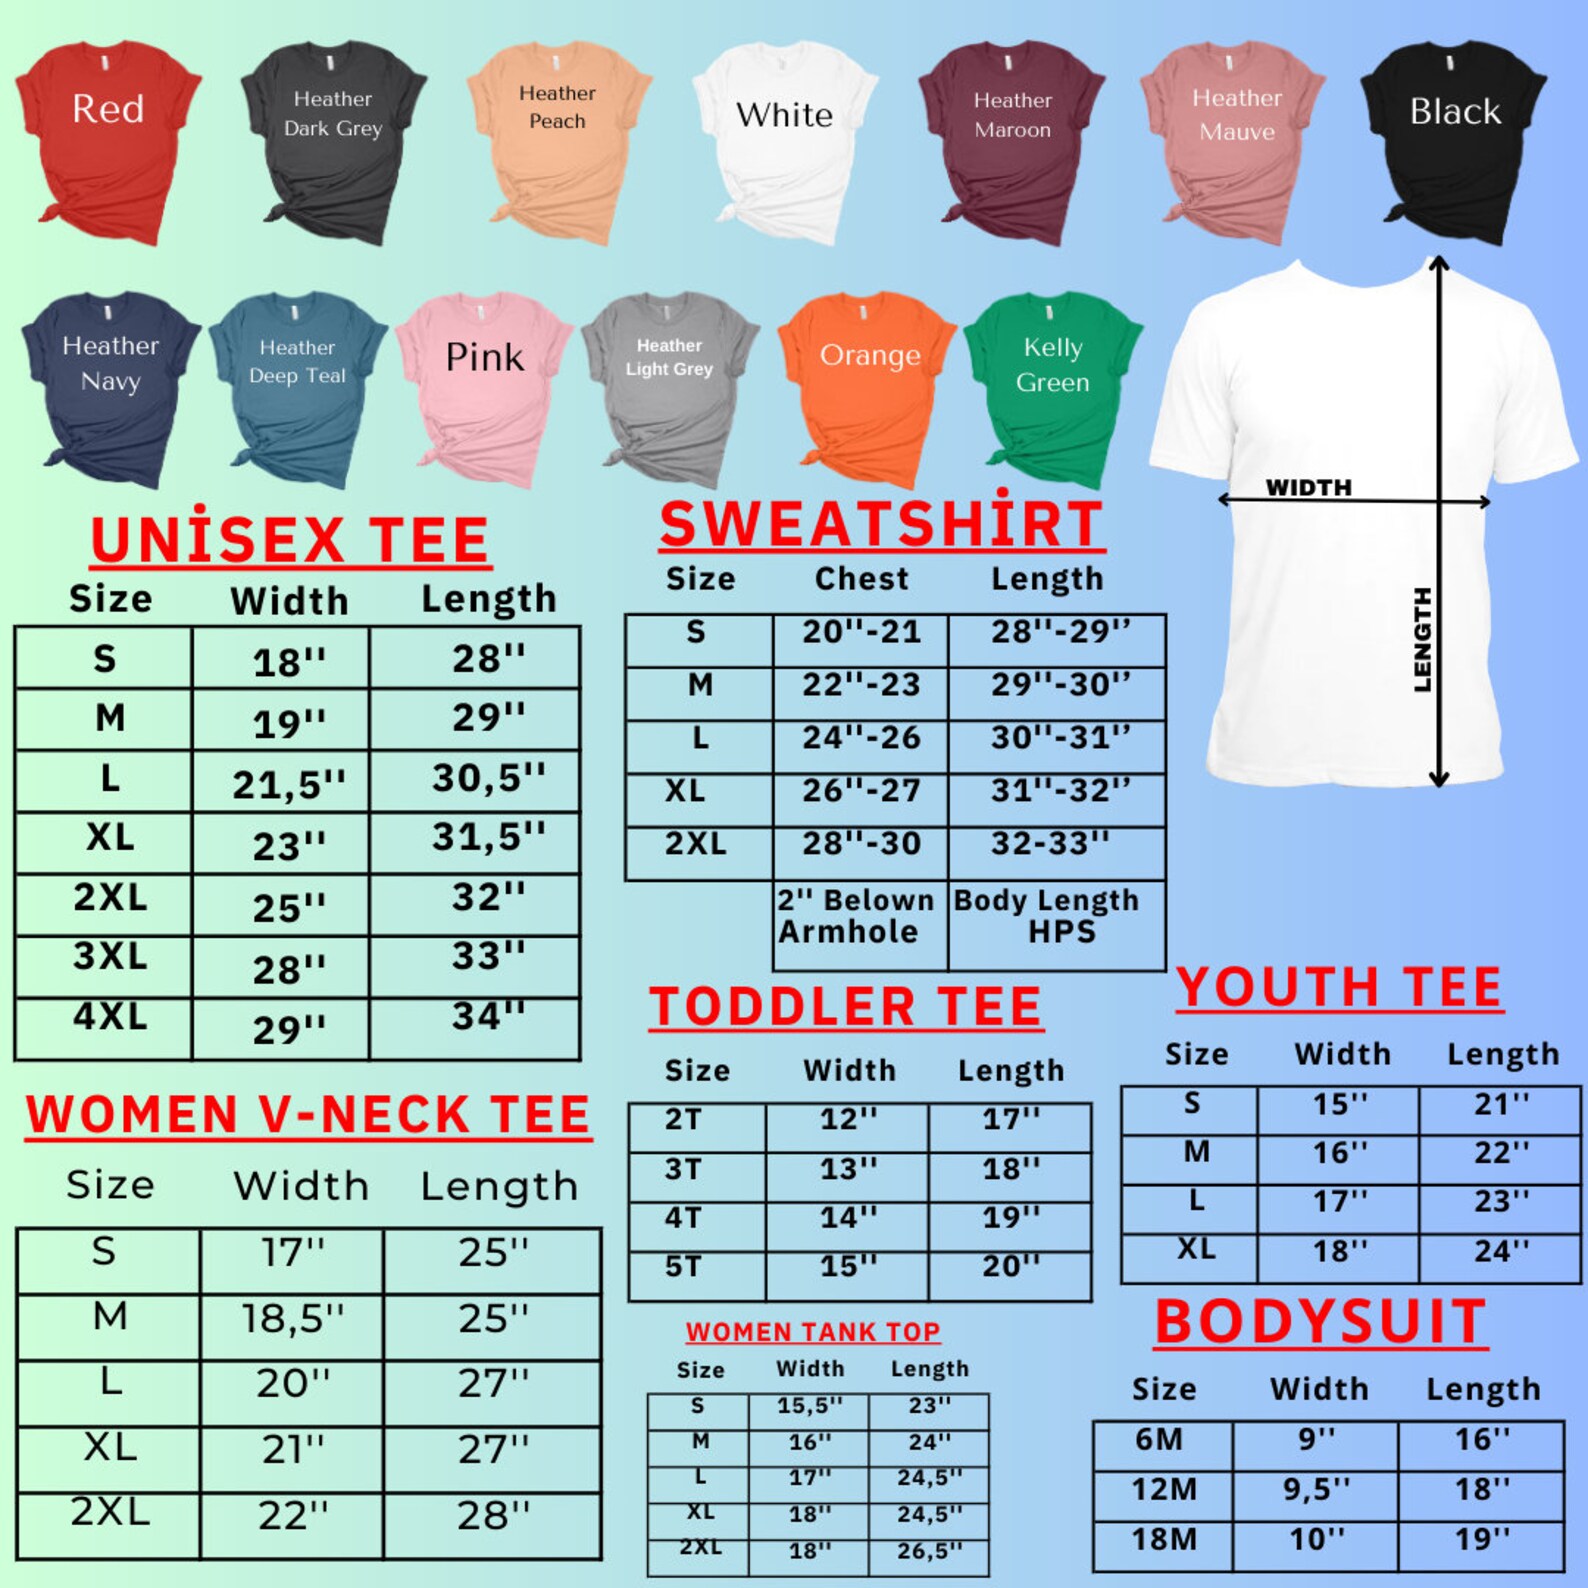 Red
Heather
Dark Grey
Heather
Peach
White
Heather
Maroon
Heather
Mauve
Black
Heather
Navy
Heather
Deep Teal
Pink
Heather
Light Grey
Orange
Kelly
Green
WIDTH
LENGTH
UNİSEX TEE
Size Width Length
S 18'' 28''
M 19'' 29''
L 21,5'' 30,5''
XL 23'' 31,5''
2XL 25'' 32''
3XL 28'' 33''
4XL 29'' 34''
SWEATSHİRT
Size Chest Length
S 20''-21 28''-29''
M 22''-23 29''-30''
L 24''-26 30''-31''
XL 26''-27 31''-32''
2XL 28''-30 32-33''
2'' Belown
Armhole
Body Length
HPS
TODDLER TEE
Size Width Length
2T 12'' 17''
3T 13'' 18''
4T 14'' 19''
5T 15'' 20''
YOUTH TEE
Size Width Length
S 15'' 21''
M 16'' 22''
L 17'' 23''
XL 18'' 24''
WOMEN V-NECK TEE
Size Width Length
S 17'' 25''
M 18,5'' 25''
L 20'' 27''
XL 21'' 27''
2XL 22'' 28''
WOMEN TANK TOP
Size Width Length
S 15,5'' 23''
M 16'' 24''
L 17'' 24,5''
XL 18'' 24,5''
2XL 18'' 26,5''
BODYSUIT
Size Width Length
6M 9'' 16''
12M 9,5'' 18''
18M 10'' 19''